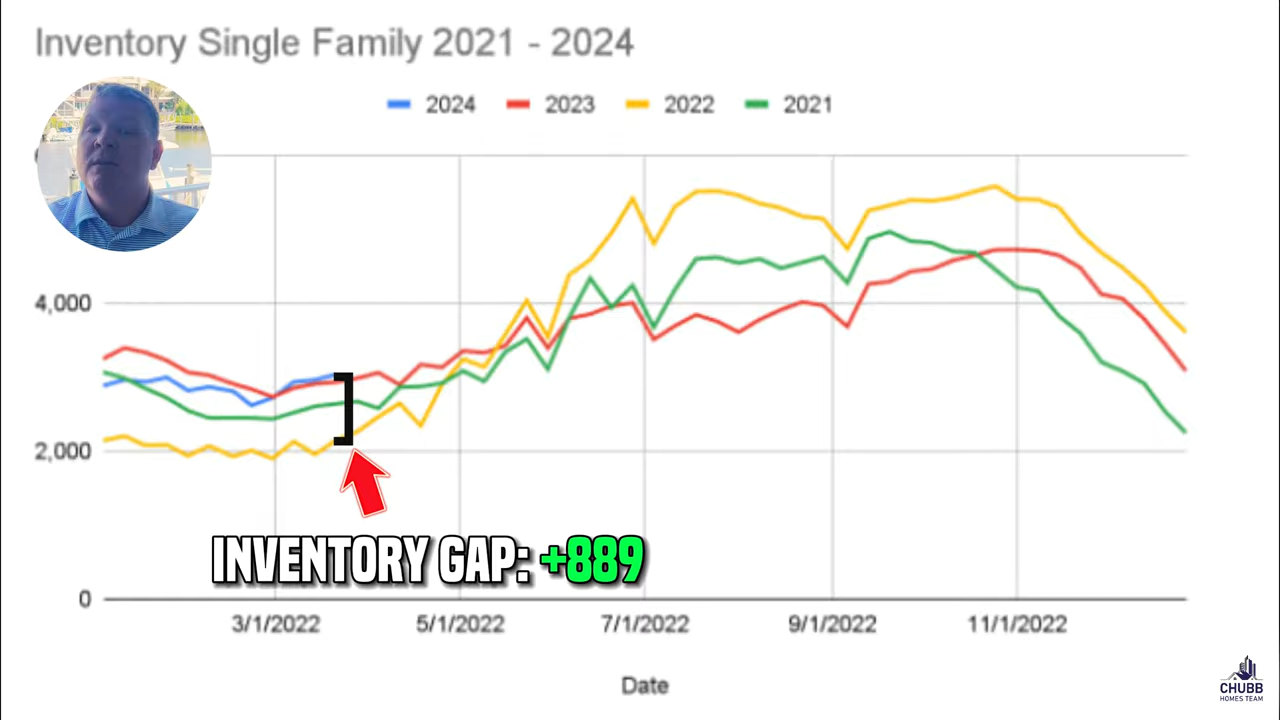 Inventory Single Family 2021 - 2024
2024 2023 2022 2021
4,000
2,000
INVENTORY GAP: +889
0
3/1/2022 5/1/2022 7/1/2022 9/1/2022 11/1/2022
Date
CHUBB
HOMES TEAM